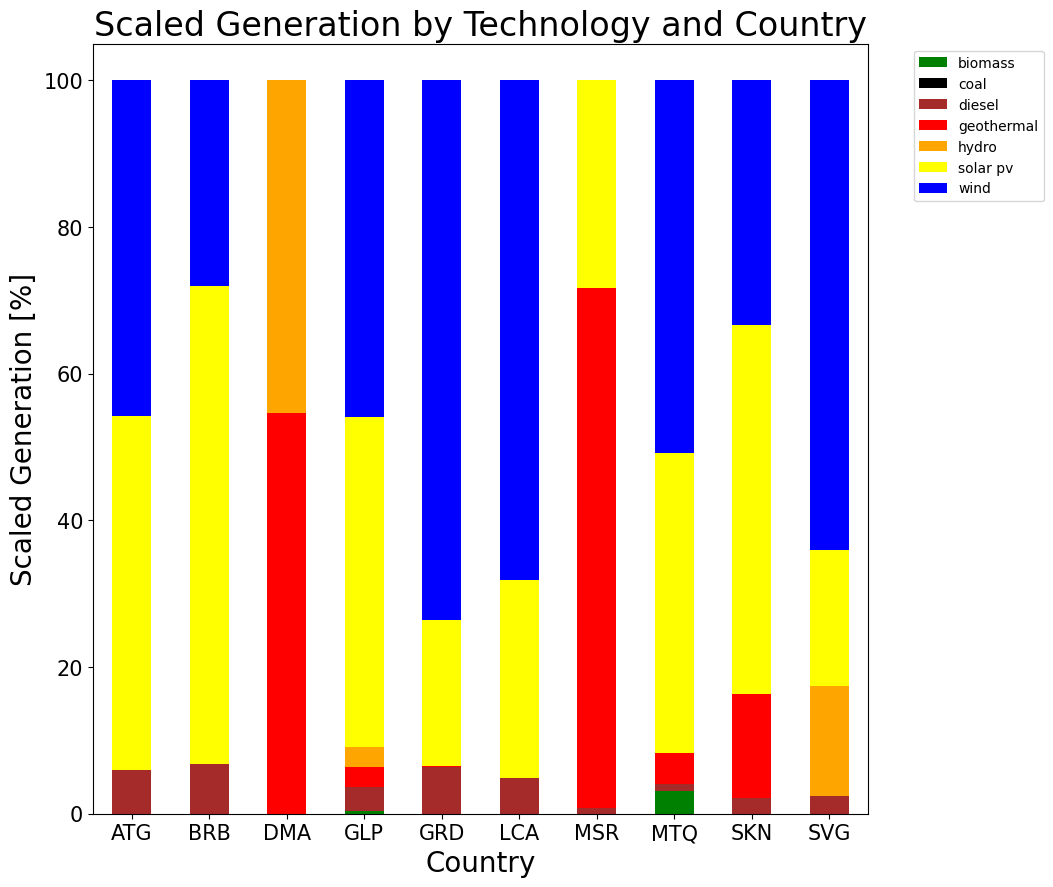 Scaled Generation by Technology and Country
Scaled Generation [%]
100
80
60
40
20
0
ATG BRB DMA GLP GRD LCA MSR MTQ SKN SVG
Country
biomass
coal
diesel
geothermal
hydro
solar pv
wind